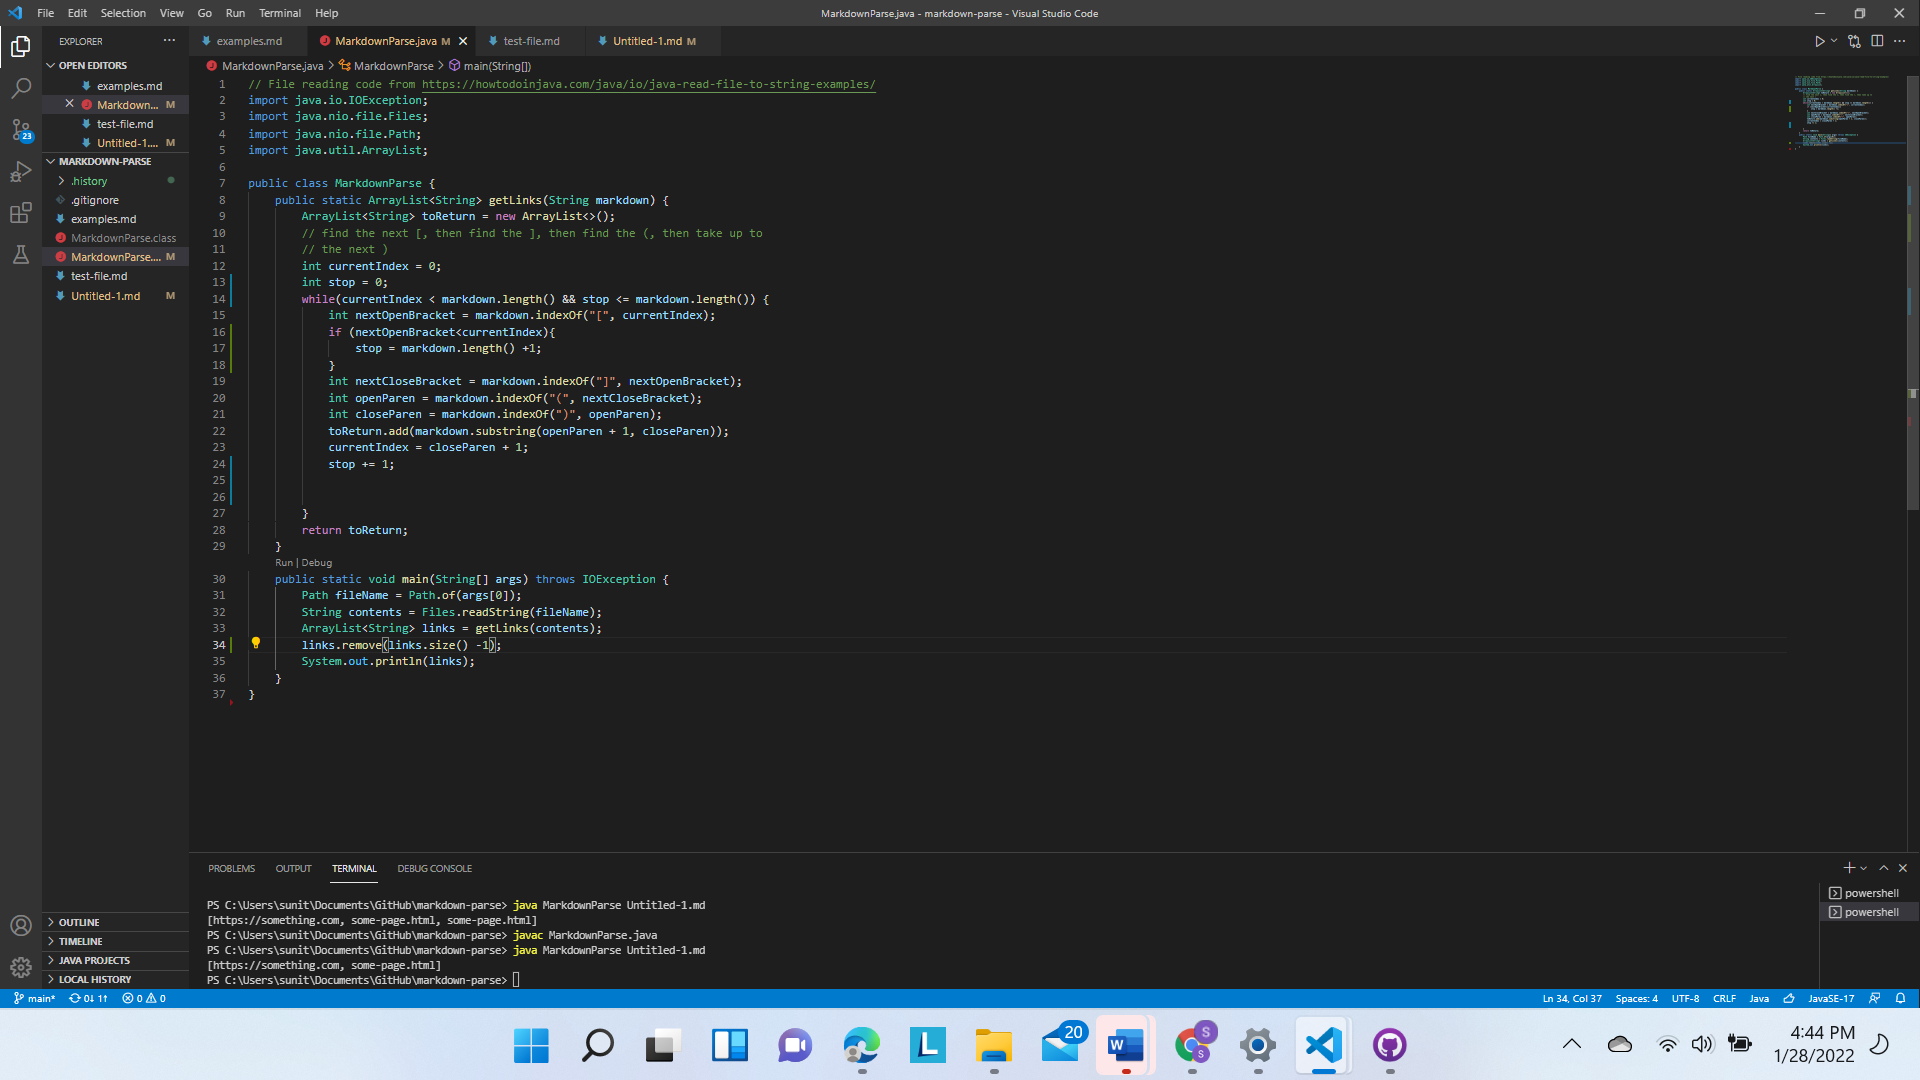 File Edit Selection View Go Run Terminal Help
MarkdownParse.java - markdown-parse - Visual Studio Code
EXPLORER
OPEN EDITORS
examples.md
Markdown... M
test-file.md
Untitled-1.... M
MARKDOWN-PARSE
.history
.gitignore
examples.md
MarkdownParse.class
MarkdownParse.... M
test-file.md
Untitled-1.md M
OUTLINE
TIMELINE
JAVA PROJECTS
LOCAL HISTORY
23
examples.md MarkdownParse.java M test-file.md Untitled-1.md M
MarkdownParse.java > MarkdownParse > main(String[])
1 // File reading code from https://howtodoinjava.com/java/io/java-read-file-to-string-examples/
2 import java.io.IOException;
3 import java.nio.file.Files;
4 import java.nio.file.Path;
5 import java.util.ArrayList;
6
7 public class MarkdownParse {
8 public static ArrayList<String> getLinks(String markdown) {
9 ArrayList<String> toReturn = new ArrayList<>();
10 // find the next [, then find the ], then find the (, then take up to
11 // the next )
12 int currentIndex = 0;
13 int stop = 0;
14 while(currentIndex < markdown.length() && stop <= markdown.length()) {
15 int nextOpenBracket = markdown.indexOf("[", currentIndex);
16 if (nextOpenBracket<currentIndex){
17 stop = markdown.length() +1;
18 }
19 int nextCloseBracket = markdown.indexOf("]", nextOpenBracket);
20 int openParen = markdown.indexOf("(", nextCloseBracket);
21 int closeParen = markdown.indexOf(")", openParen);
22 toReturn.add(markdown.substring(openParen + 1, closeParen));
23 currentIndex = closeParen + 1;
24 stop += 1;
25
26
27 }
28 return toReturn;
29 }
Run | Debug
30 public static void main(String[] args) throws IOException {
31 Path fileName = Path.of(args[0]);
32 String contents = Files.readString(fileName);
33 ArrayList<String> links = getLinks(contents);
34 links.remove(links.size() -1);
35 System.out.println(links);
36 }
37 }
PROBLEMS OUTPUT TERMINAL DEBUG CONSOLE
PS C:\Users\sunit\Documents\GitHub\markdown-parse> java MarkdownParse Untitled-1.md
[https://something.com, some-page.html, some-page.html]
PS C:\Users\sunit\Documents\GitHub\markdown-parse> javac MarkdownParse.java
PS C:\Users\sunit\Documents\GitHub\markdown-parse> java MarkdownParse Untitled-1.md
[https://something.com, some-page.html]
PS C:\Users\sunit\Documents\GitHub\markdown-parse>
powershell
powershell
main* 0↓ 1↑ 0 0
Ln 34, Col 37 Spaces: 4 UTF-8 CRLF Java JavaSE-17
L 20 W S S
4:44 PM
1/28/2022